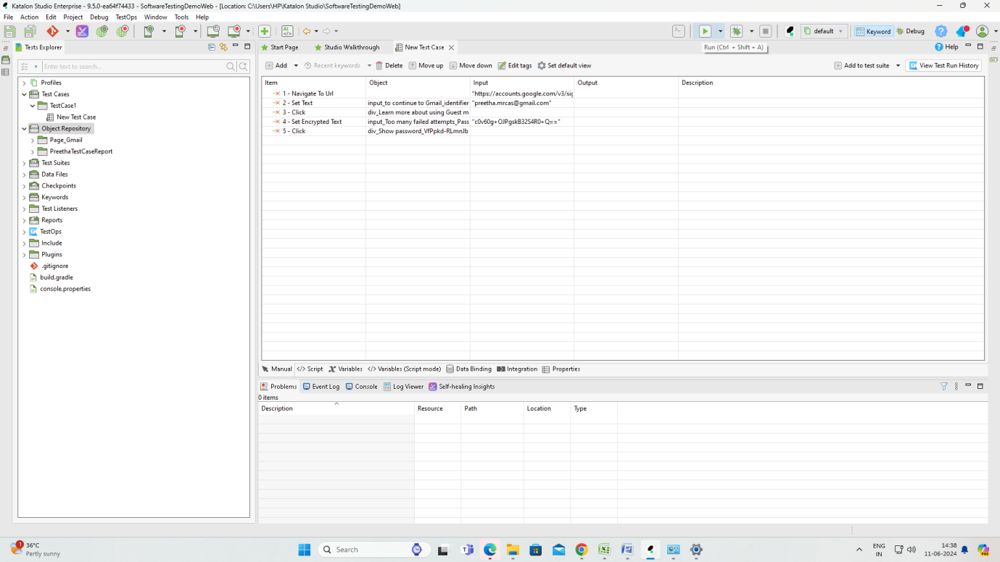 Katalon Studio Enterprise - 9.5.0-ea64f74433 - SoftwareTestingDemoWeb - [Location: C:\Users\HP\Katalon Studio\SoftwareTestingDemoWeb]
File Action Edit Project Debug TestOps Window Tools Help
default Keyword Debug
Run (Ctrl + Shift + A)
Tests Explorer
Start Page Studio Walkthrough New Test Case Help
Enter text to search...
Add Recent keywords Delete Move up Move down Edit tags Set default view Add to test suite View Test Run History
Profiles
Test Cases
TestCase1
New Test Case
Object Repository
Page_Gmail
PreethaTestCaseReport
Test Suites
Data Files
Checkpoints
Keywords
Test Listeners
Reports
TestOps
Include
Plugins
.gitignore
build.gradle
console.properties
Item Object Input Output Description
1 - Navigate To Url "https://accounts.google.com/v3/sig
2 - Set Text input_to continue to Gmail_identifier "preetha.mrcas@gmail.com"
3 - Click div_Learn more about using Guest m
4 - Set Encrypted Text input_Too many failed attempts_Pass "c0v60g+OJPgskB32S4R0+Q=="
5 - Click div_Show password_VfPpkd-RLmnJb
Manual Script Variables Variables (Script mode) Data Binding Integration Properties
Problems Event Log Console Log Viewer Self-healing Insights
0 items
Description Resource Path Location Type
1 36°C
Partly sunny
Search
ENG
IN
14:38
11-06-2024